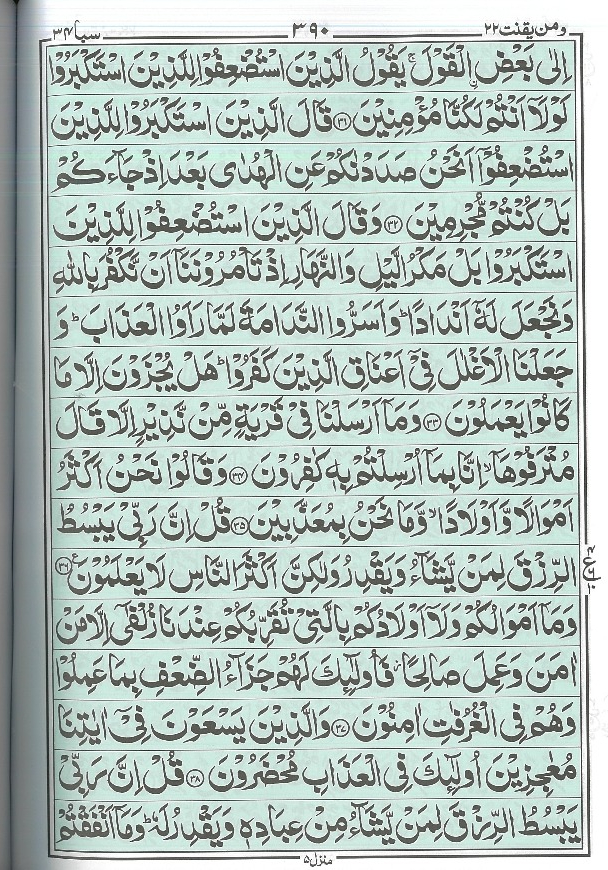 ومن يقنت ٢٢
٣٩٠
سبا ٣٤
اِلٰى بَعْضِ ࣙالْقَوْلَ ۚ يَقُوْلُ الَّذِيْنَ اسْتُضْعِفُوْا لِلَّذِيْنَ اسْتَكْبَرُوْا
لَوْلَاۤ اَنْتُمْ لَكُنَّا مُؤْمِنِيْنَ ﴿٣١﴾ قَالَ الَّذِيْنَ اسْتَكْبَرُوْا لِلَّذِيْنَ
اسْتُضْعِفُوْۤا اَنَحْنُ صَدَدْنٰكُمْ عَنِ الْهُدٰى بَعْدَ اِذْ جَآءَكُمْ
بَلْ كُنْتُمْ مُّجْرِمِيْنَ ﴿٣٢﴾ وَقَالَ الَّذِيْنَ اسْتُضْعِفُوْا لِلَّذِيْنَ
اسْتَكْبَرُوْا بَلْ مَكْرُ الَّيْلِ وَالنَّهَارِ اِذْ تَاْمُرُوْنَنَاۤ اَنْ نَّكْفُرَ بِاللّٰهِ
وَنَجْعَلَ لَهٗۤ اَنْدَادًا ؕ وَاَسَرُّوا النَّدَامَةَ لَمَّا رَاَوُا الْعَذَابَ ؕ وَ
جَعَلْنَا الْاَغْلٰلَ فِيْۤ اَعْنَاقِ الَّذِيْنَ كَفَرُوْا ؕ هَلْ يُجْزَوْنَ اِلَّا مَا
كَانُوْا يَعْمَلُوْنَ ﴿٣٣﴾ وَمَاۤ اَرْسَلْنَا فِيْ قَرْيَةٍ مِّنْ نَّذِيْرٍ اِلَّا قَالَ
مُتْرَفُوْهَاۤ ۙ اِنَّا بِمَاۤ اُرْسِلْتُمْ بِهٖ كٰفِرُوْنَ ﴿٣٤﴾ وَقَالُوْا نَحْنُ اَكْثَرُ
اَمْوَالًا وَّاَوْلَادًا ۙ وَّمَا نَحْنُ بِمُعَذَّبِيْنَ ﴿٣٥﴾ قُلْ اِنَّ رَبِّيْ يَبْسُطُ
الرِّزْقَ لِمَنْ يَّشَآءُ وَيَقْدِرُ وَلٰكِنَّ اَكْثَرَ النَّاسِ لَا يَعْلَمُوْنَ ﴿٣٦﴾ ع
وَمَاۤ اَمْوَالُكُمْ وَلَاۤ اَوْلَادُكُمْ بِالَّتِيْ تُقَرِّبُكُمْ عِنْدَنَا زُلْفٰۤى اِلَّا مَنْ
اٰمَنَ وَعَمِلَ صَالِحًا ؗ فَاُولٰٓئِكَ لَهُمْ جَزَآءُ الضِّعْفِ بِمَا عَمِلُوْا
وَهُمْ فِي الْغُرُفٰتِ اٰمِنُوْنَ ﴿٣٧﴾ وَالَّذِيْنَ يَسْعَوْنَ فِيْۤ اٰيٰتِنَا
مُعٰجِزِيْنَ اُولٰٓئِكَ فِي الْعَذَابِ مُحْضَرُوْنَ ﴿٣٨﴾ قُلْ اِنَّ رَبِّيْ
يَبْسُطُ الرِّزْقَ لِمَنْ يَّشَآءُ مِنْ عِبَادِهٖ وَيَقْدِرُ لَهٗ ؕ وَمَاۤ اَنْفَقْتُمْ
منزل ٥